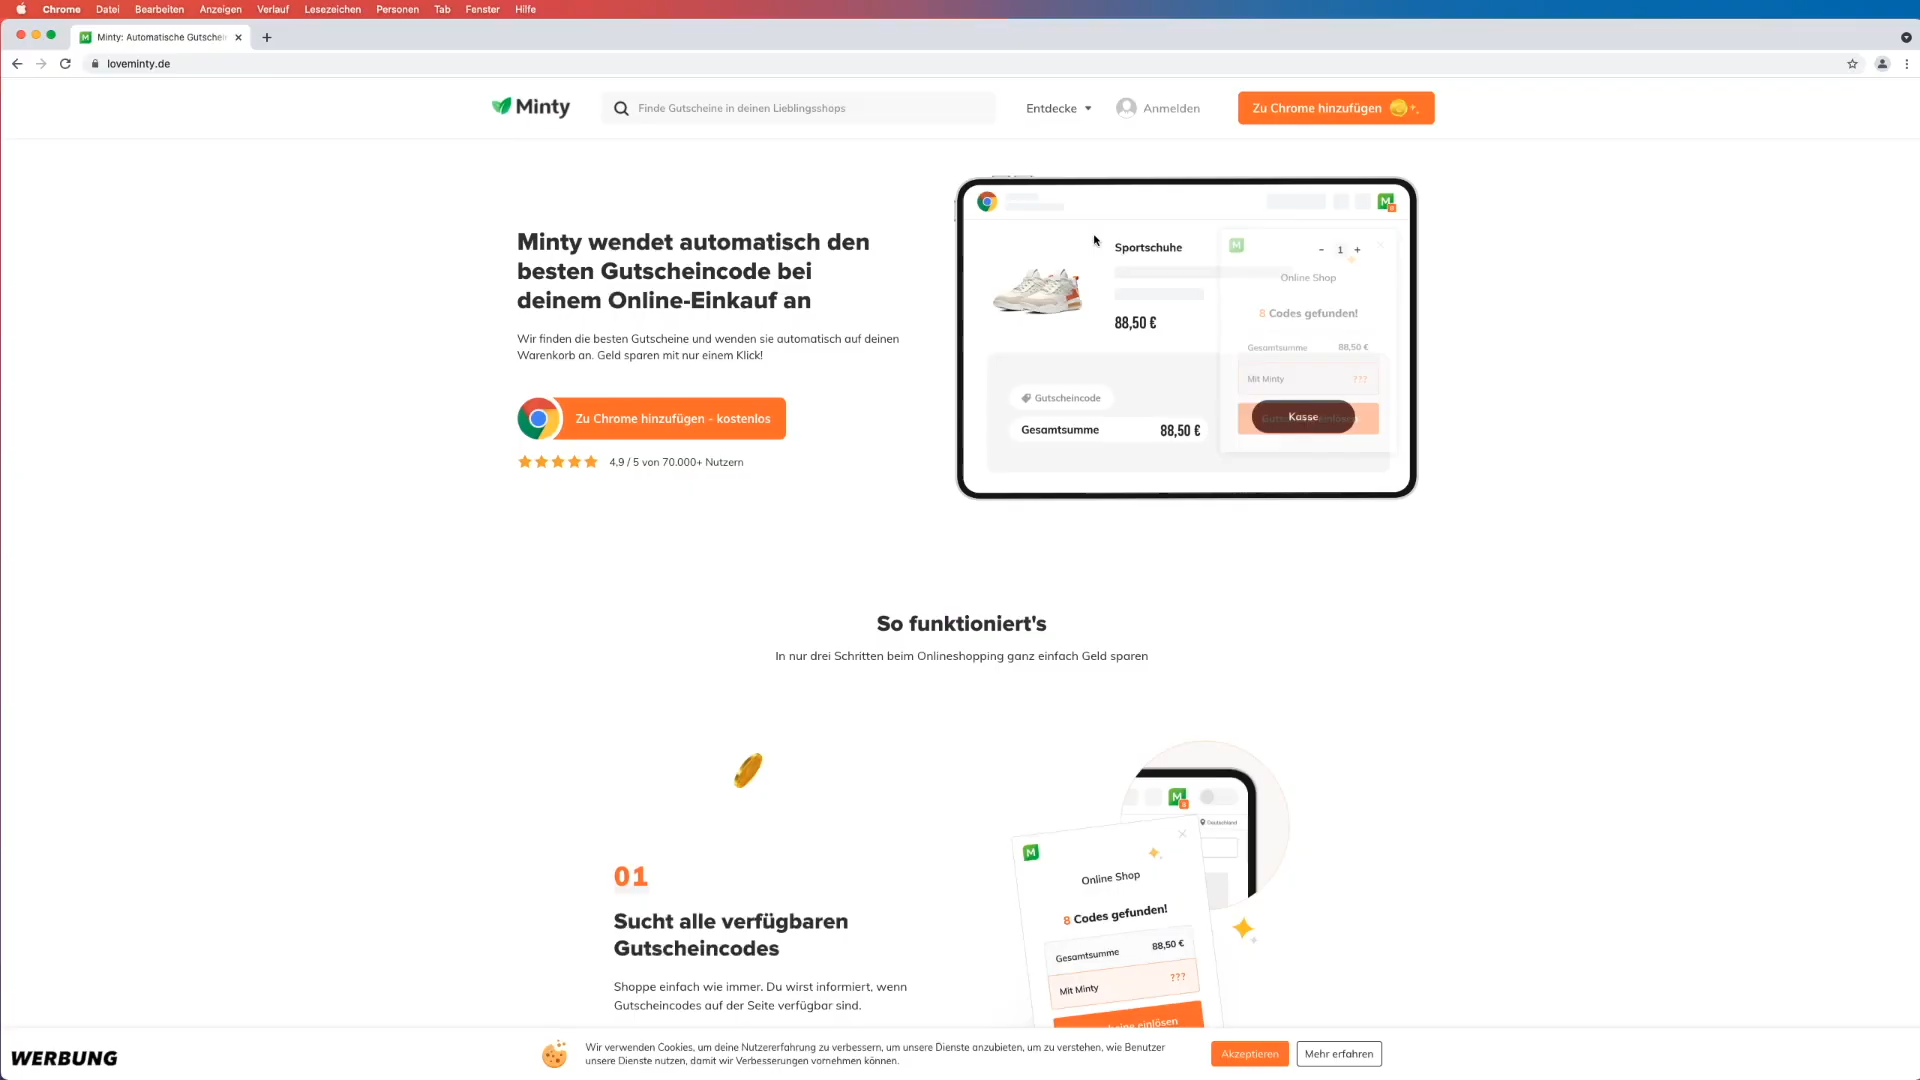 Chrome Datei Bearbeiten Anzeigen Verlauf Lesezeichen Personen Tab Fenster Hilfe
Minty: Automatische Gutschei
loveminty.de
Minty
Finde Gutscheine in deinen Lieblingsshops
Entdecke
Anmelden
Zu Chrome hinzufügen
Minty wendet automatisch den
besten Gutscheincode bei
deinem Online-Einkauf an
Wir finden die besten Gutscheine und wenden sie automatisch auf deinen
Warenkorb an. Geld sparen mit nur einem Klick!
Zu Chrome hinzufügen - kostenlos
4,9 / 5 von 70.000+ Nutzern
Sportschuhe
88,50 €
Gutscheincode
Gesamtsumme 88,50 €
M
M
- 1 +
Online Shop
8 Codes gefunden!
Gesamtsumme 88,50 €
Mit Minty ???
Kasse
So funktioniert's
In nur drei Schritten beim Onlineshopping ganz einfach Geld sparen
01
Sucht alle verfügbaren
Gutscheincodes
Shoppe einfach wie immer. Du wirst informiert, wenn
Gutscheincodes auf der Seite verfügbar sind.
M
Deutschland
M
Online Shop
8 Codes gefunden!
Gesamtsumme 88,50 €
Mit Minty ???
einlösen
WERBUNG
Wir verwenden Cookies, um deine Nutzererfahrung zu verbessern, um unsere Dienste anzubieten, um zu verstehen, wie Benutzer
unsere Dienste nutzen, damit wir Verbesserungen vornehmen können.
Akzeptieren
Mehr erfahren